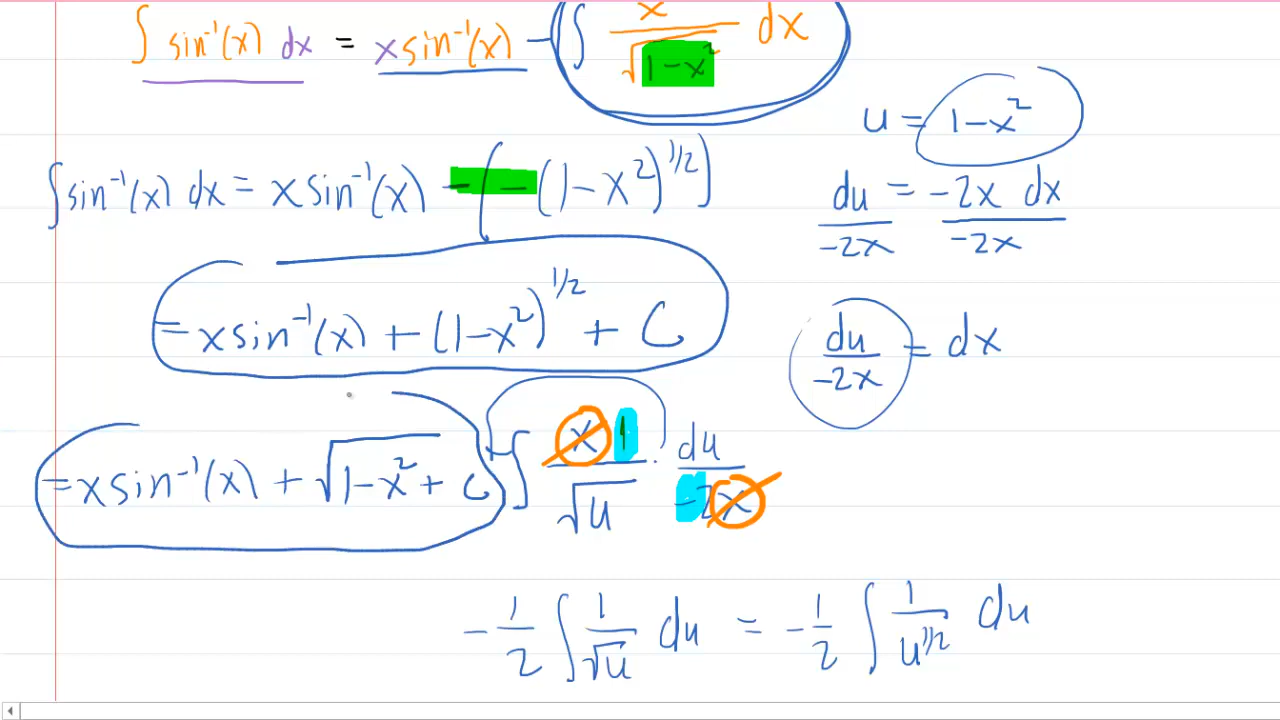 ∫ sin⁻¹(x) dx = x sin⁻¹(x) − ∫ x/√(1−x²) dx
u = 1−x²
∫ sin⁻¹(x) dx = x sin⁻¹(x) − (−(1−x²)^1/2)
du/−2x = −2x dx/−2x
= x sin⁻¹(x) + (1−x²)^1/2 + C
du/−2x = dx
= x sin⁻¹(x) + √(1−x²) + C
∫ x 1/√u · du/−2x
−1/2 ∫ 1/√u du = −1/2 ∫ 1/u^1/2 du